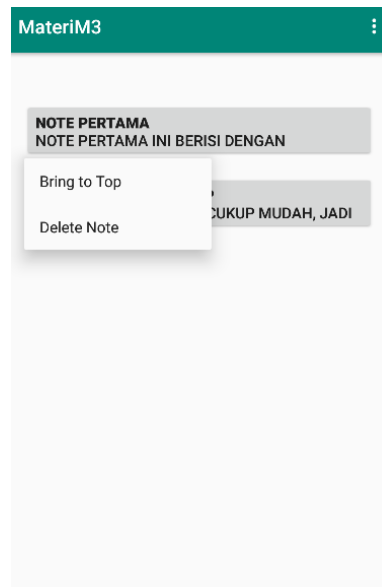 MateriM3
NOTE PERTAMA
NOTE PERTAMA INI BERISI DENGAN
Bring to Top
CUKUP MUDAH, JADI
Delete Note